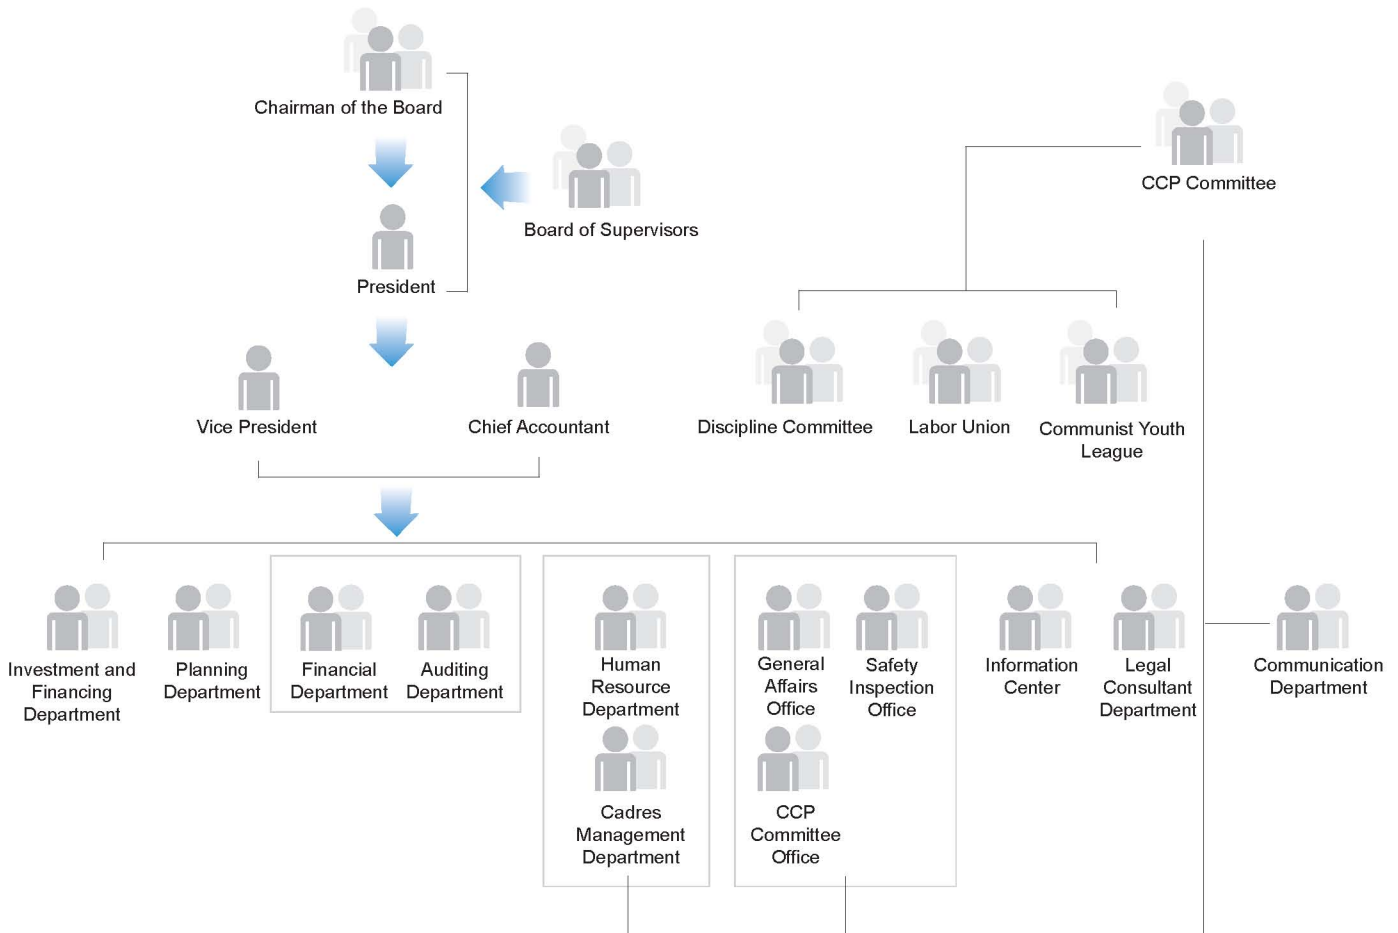 Chairman of the Board
CCP Committee
Board of Supervisors
President
Vice President
Chief Accountant
Discipline Committee
Labor Union
Communist Youth
League
Investment and
Financing
Department
Planning
Department
Financial
Department
Auditing
Department
Human
Resource
Department
General
Affairs
Office
Safety
Inspection
Office
Information
Center
Legal
Consultant
Department
Communication
Department
Cadres
Management
Department
CCP
Committee
Office